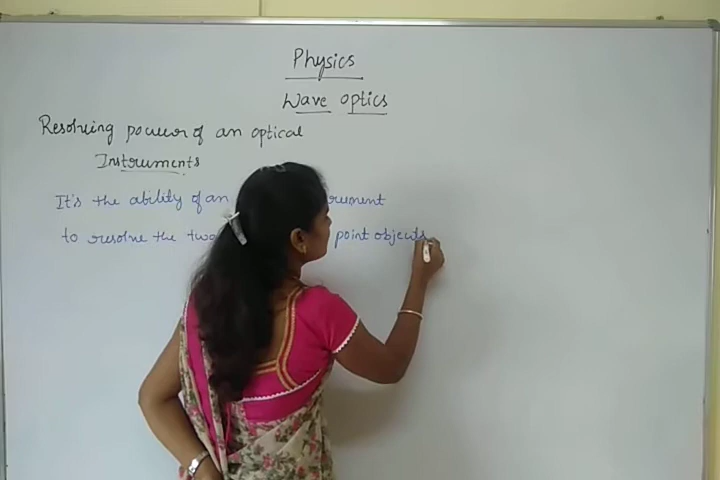 Physics
Wave optics
Resolving power of an optical
Instruments
It's the ability of an
to resolve the two point objects